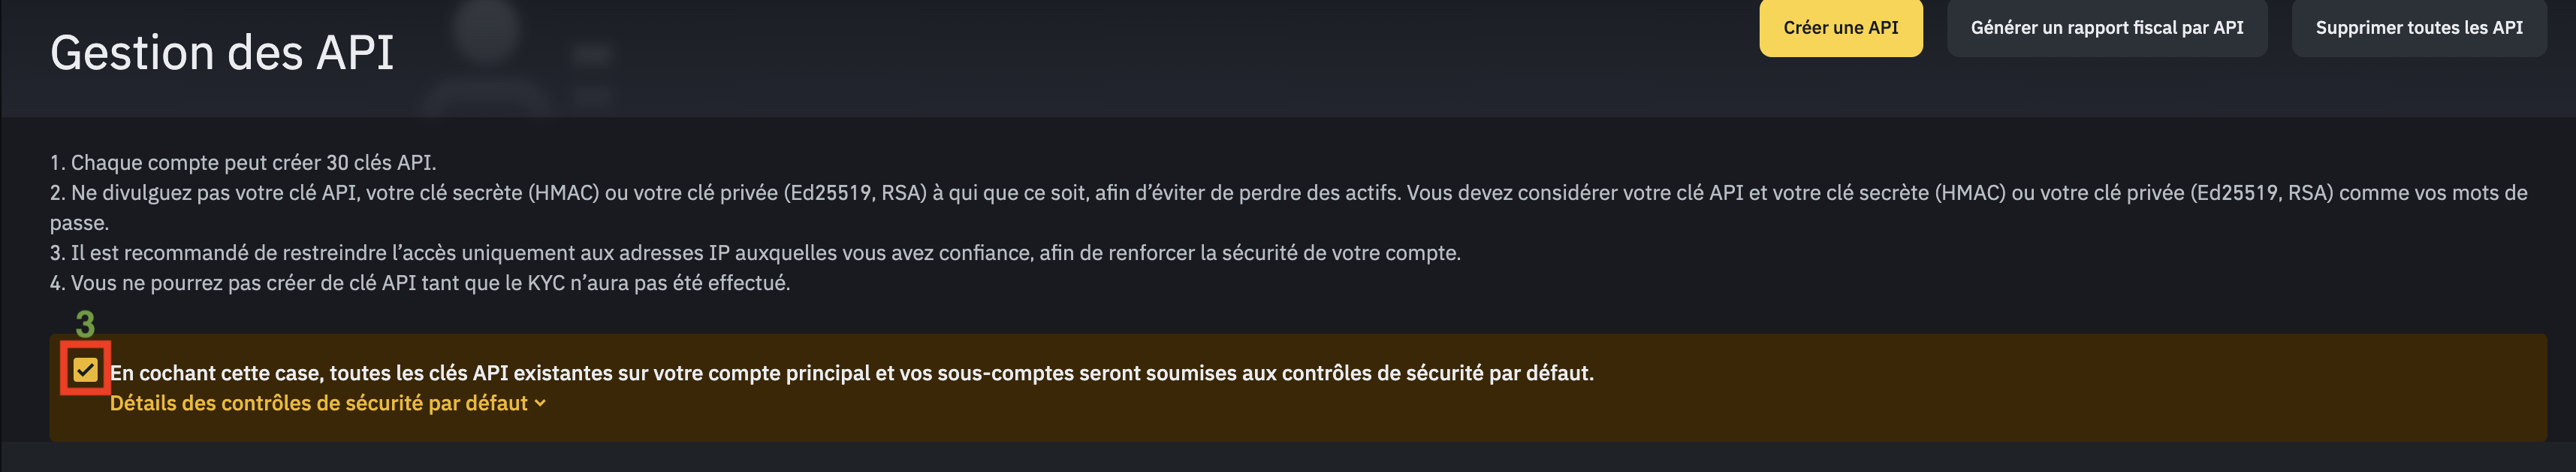 Gestion des API
Créer une API
Générer un rapport fiscal par API
Supprimer toutes les API
1. Chaque compte peut créer 30 clés API.
2. Ne divulguez pas votre clé API, votre clé secrète (HMAC) ou votre clé privée (Ed25519, RSA) à qui que ce soit, afin d’éviter de perdre des actifs. Vous devez considérer votre clé API et votre clé secrète (HMAC) ou votre clé privée (Ed25519, RSA) comme vos mots de
passe.
3. Il est recommandé de restreindre l’accès uniquement aux adresses IP auxquelles vous avez confiance, afin de renforcer la sécurité de votre compte.
4. Vous ne pourrez pas créer de clé API tant que le KYC n’aura pas été effectué.
3
En cochant cette case, toutes les clés API existantes sur votre compte principal et vos sous-comptes seront soumises aux contrôles de sécurité par défaut.
Détails des contrôles de sécurité par défaut